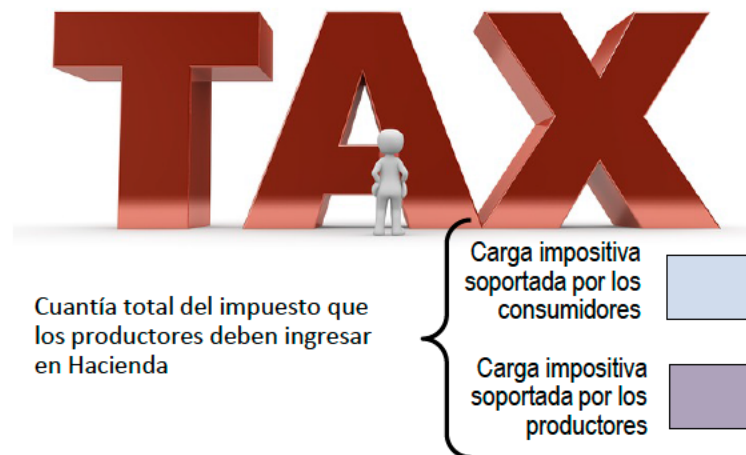 TAX
Cuantía total del impuesto que
los productores deben ingresar
en Hacienda
Carga impositiva
soportada por los
consumidores
Carga impositiva
soportada por los
productores